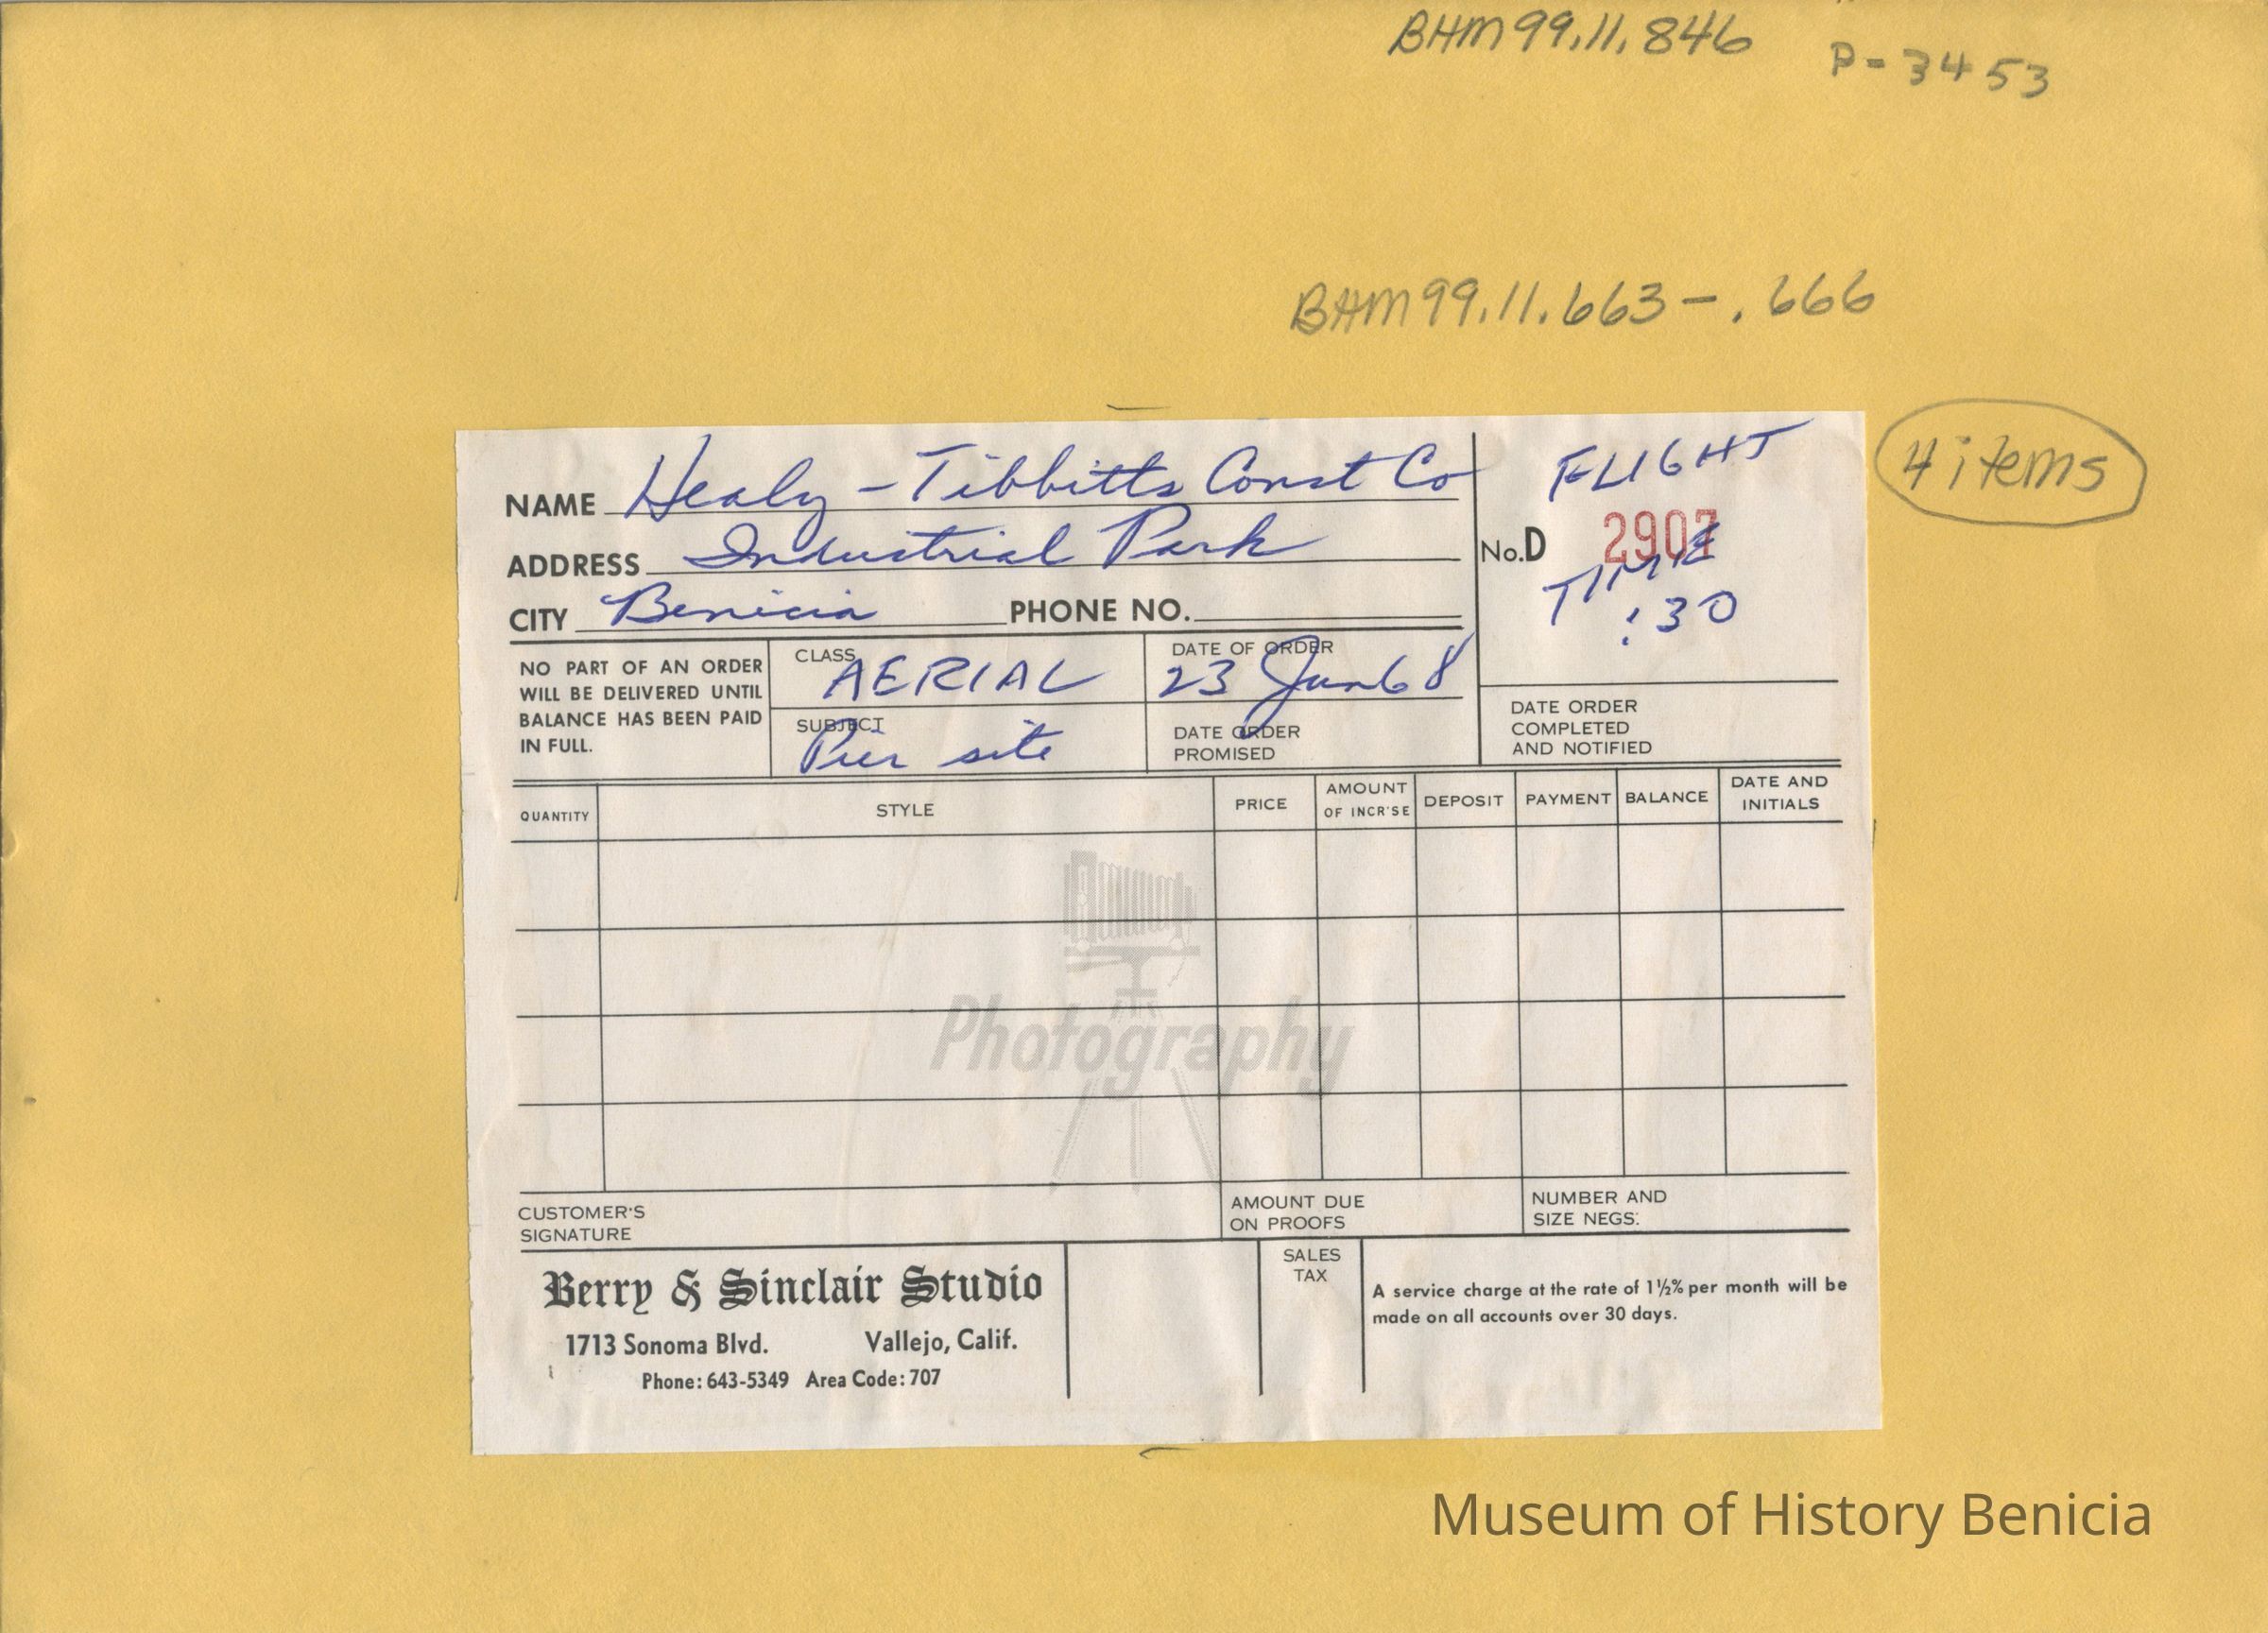 BHM99.11.846 P-3453
BHM99.11.663-.666
4 items
NAME Healy-Tibbitts Const Co
ADDRESS Industrial Park
CITY Benicia PHONE NO.
FLIGHT
No.D 2907
TIME
:30
NO PART OF AN ORDER
WILL BE DELIVERED UNTIL
BALANCE HAS BEEN PAID
IN FULL.
CLASS AERIAL
SUBJECT
Pier site
DATE OF ORDER
23 Jan 68
DATE ORDER
PROMISED
DATE ORDER
COMPLETED
AND NOTIFIED
QUANTITY STYLE PRICE AMOUNT OF INCR'SE DEPOSIT PAYMENT BALANCE DATE AND INITIALS
Photography
CUSTOMER'S
SIGNATURE
AMOUNT DUE
ON PROOFS
NUMBER AND
SIZE NEGS.
Berry & Sinclair Studio
1713 Sonoma Blvd. Vallejo, Calif.
Phone: 643-5349 Area Code: 707
SALES
TAX
A service charge at the rate of 1½% per month will be
made on all accounts over 30 days.
Museum of History Benicia